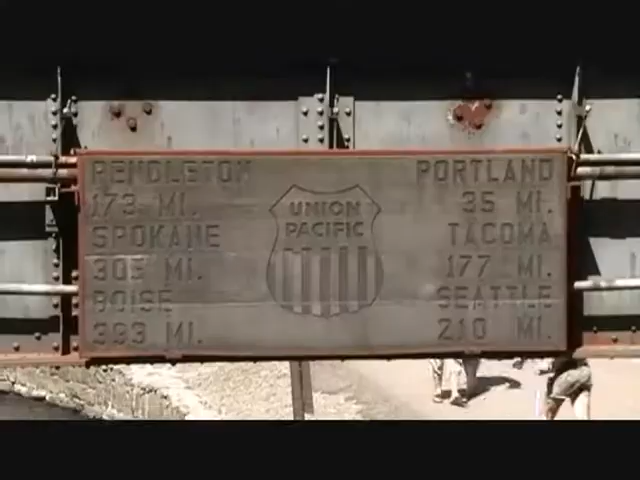 PENDLETON
173 MI.
SPOKANE
303 MI.
BOISE
393 MI.
UNION
PACIFIC
PORTLAND
35 MI.
TACOMA
177 MI.
SEATTLE
210 MI.